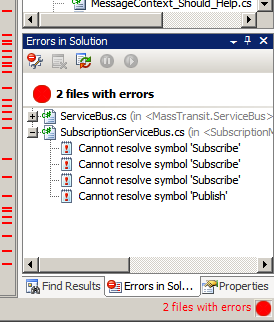 MessageContext_Should_Help.cs
Errors in Solution
2 files with errors
ServiceBus.cs (in <MassTransit.ServiceBus>
SubscriptionServiceBus.cs (in <SubscriptionM
Cannot resolve symbol 'Subscribe'
Cannot resolve symbol 'Subscribe'
Cannot resolve symbol 'Subscribe'
Cannot resolve symbol 'Publish'
Find Results Errors in Sol... Properties
2 files with errors